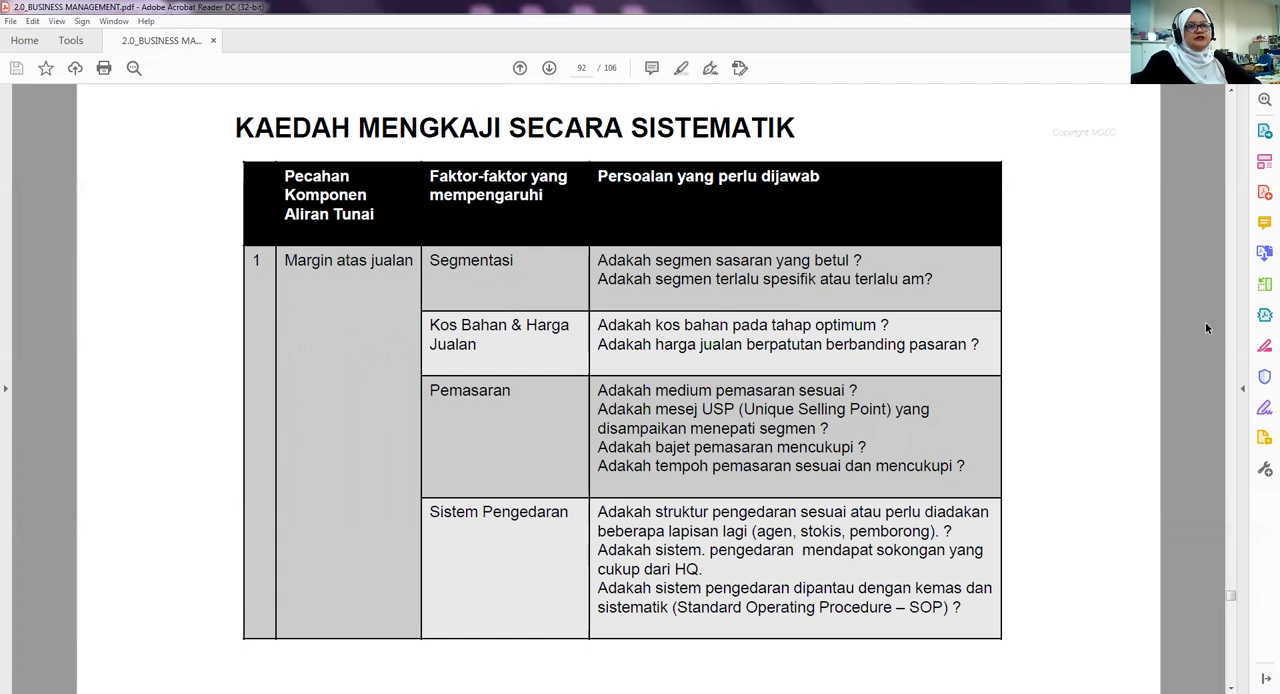 2.0_BUSINESS MANAGEMENT.pdf - Adobe Acrobat Reader DC (32-bit)
File Edit View Sign Window Help
Home Tools 2.0_BUSINESS MA... ×
92 / 106
KAEDAH MENGKAJI SECARA SISTEMATIK
Copyright MDEC
Pecahan
Komponen
Aliran Tunai
Faktor-faktor yang
mempengaruhi
Persoalan yang perlu dijawab
1
Margin atas jualan
Segmentasi
Adakah segmen sasaran yang betul ?
Adakah segmen terlalu spesifik atau terlalu am?
Kos Bahan & Harga
Jualan
Adakah kos bahan pada tahap optimum ?
Adakah harga jualan berpatutan berbanding pasaran ?
Pemasaran
Adakah medium pemasaran sesuai ?
Adakah mesej USP (Unique Selling Point) yang
disampaikan menepati segmen ?
Adakah bajet pemasaran mencukupi ?
Adakah tempoh pemasaran sesuai dan mencukupi ?
Sistem Pengedaran
Adakah struktur pengedaran sesuai atau perlu diadakan
beberapa lapisan lagi (agen, stokis, pemborong). ?
Adakah sistem. pengedaran mendapat sokongan yang
cukup dari HQ.
Adakah sistem pengedaran dipantau dengan kemas dan
sistematik (Standard Operating Procedure – SOP) ?